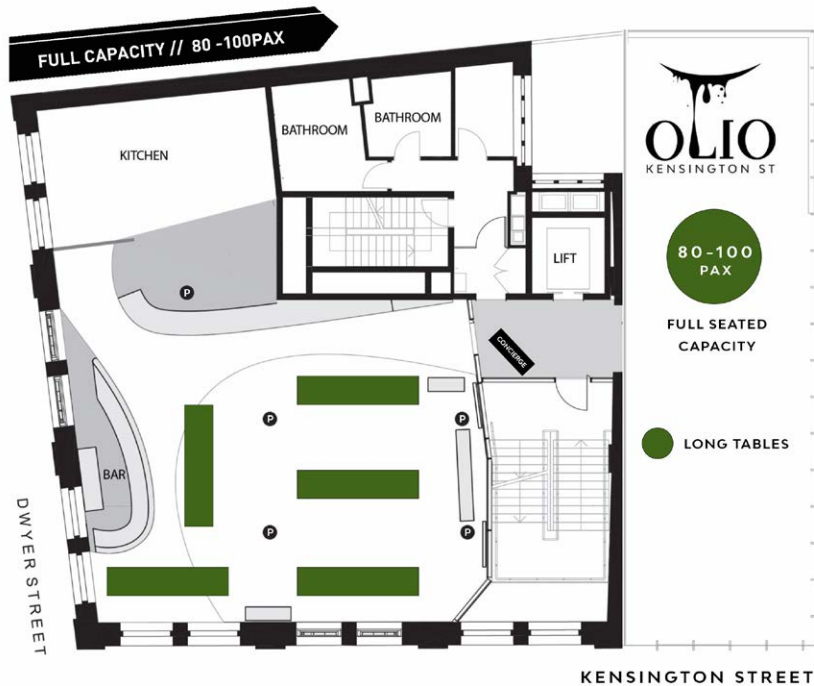 FULL CAPACITY // 80 -100PAX
OLIO
KENSINGTON ST
BATHROOM
BATHROOM
KITCHEN
LIFT
80-100
PAX
FULL SEATED
CAPACITY
P
CONCIERGE
P
P
LONG TABLES
BAR
P
P
DWYER STREET
KENSINGTON STREET